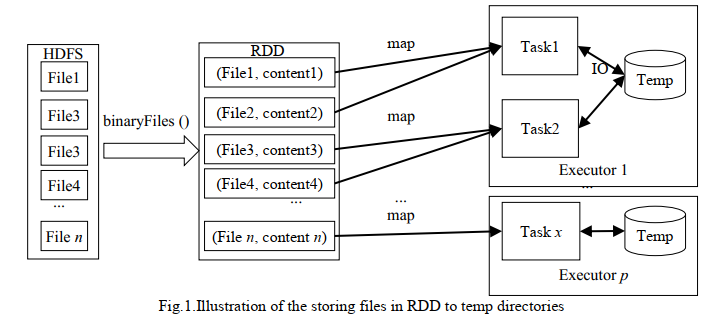 HDFS
File1
File3
File3
File4
...
File n
binaryFiles ()
RDD
(File1, content1)
(File2, content2)
(File3, content3)
(File4, content4)
...
(File n, content n)
map
map
...
map
Task1
IO
Temp
Task2
Executor 1
...
Task x
Temp
Executor p
Fig.1.Illustration of the storing files in RDD to temp directories